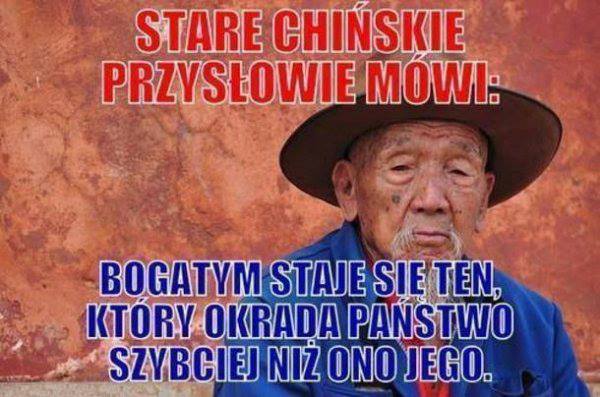 STARE CHIŃSKIE
PRZYSŁOWIE MÓWI:
BOGATYM STAJE SIĘ TEN,
KTÓRY OKRADA PAŃSTWO
SZYBCIEJ NIŻ ONO JEGO.